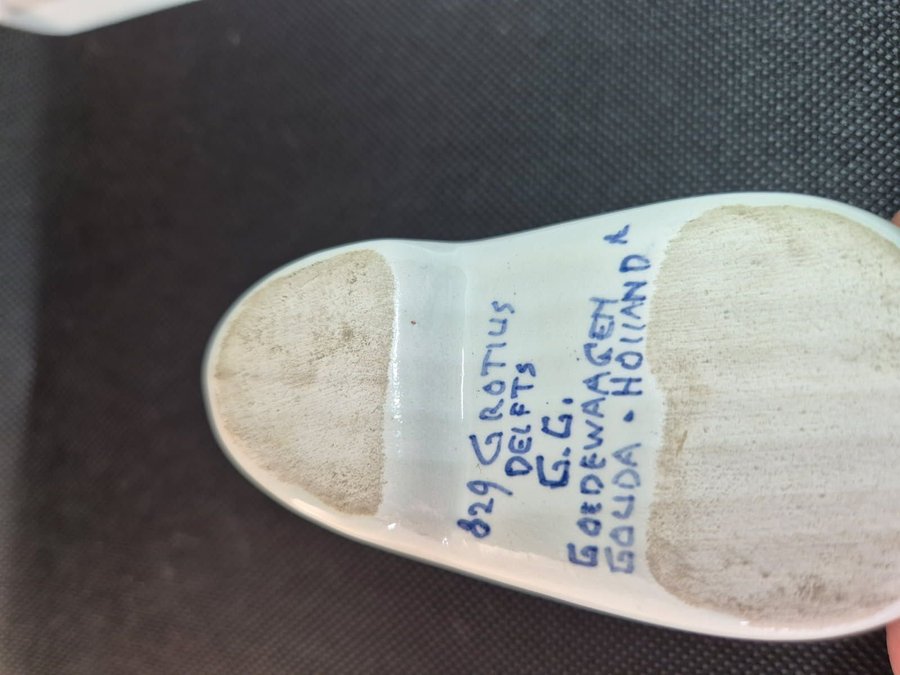 829 GROTIUS
DELFTS
G.G.
GOEDEWAAGEN
GOUDA • HOllAND